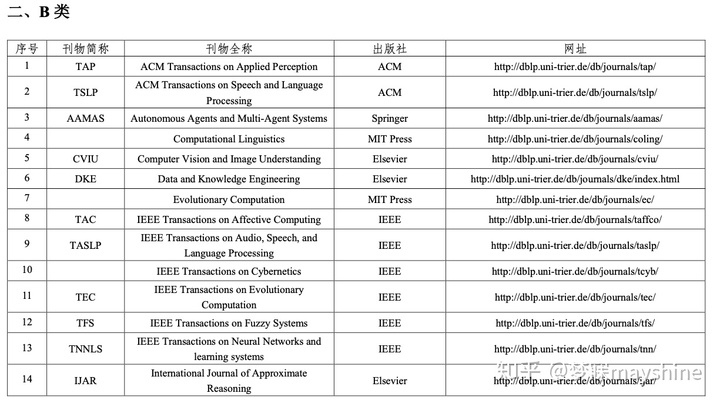 二、B 类
序号 刊物简称 刊物全称 出版社 网址
1 TAP ACM Transactions on Applied Perception ACM http://dblp.uni-trier.de/db/journals/tap/
2 TSLP ACM Transactions on Speech and Language Processing ACM http://dblp.uni-trier.de/db/journals/tslp/
3 AAMAS Autonomous Agents and Multi-Agent Systems Springer http://dblp.uni-trier.de/db/journals/aamas/
4 Computational Linguistics MIT Press http://dblp.uni-trier.de/db/journals/coling/
5 CVIU Computer Vision and Image Understanding Elsevier http://dblp.uni-trier.de/db/journals/cviu/
6 DKE Data and Knowledge Engineering Elsevier http://dblp.uni-trier.de/db/journals/dke/index.html
7 Evolutionary Computation MIT Press http://dblp.uni-trier.de/db/journals/ec/
8 TAC IEEE Transactions on Affective Computing IEEE http://dblp.uni-trier.de/db/journals/taffco/
9 TASLP IEEE Transactions on Audio, Speech, and Language Processing IEEE http://dblp.uni-trier.de/db/journals/taslp/
10 IEEE Transactions on Cybernetics IEEE http://dblp.uni-trier.de/db/journals/tcyb/
11 TEC IEEE Transactions on Evolutionary Computation IEEE http://dblp.uni-trier.de/db/journals/tec/
12 TFS IEEE Transactions on Fuzzy Systems IEEE http://dblp.uni-trier.de/db/journals/tfs/
13 TNNLS IEEE Transactions on Neural Networks and learning systems IEEE http://dblp.uni-trier.de/db/journals/tnn/
14 IJAR International Journal of Approximate Reasoning Elsevier http://dblp.uni-trier.de/db/journals/ijar/
知乎 @梦联mayshine